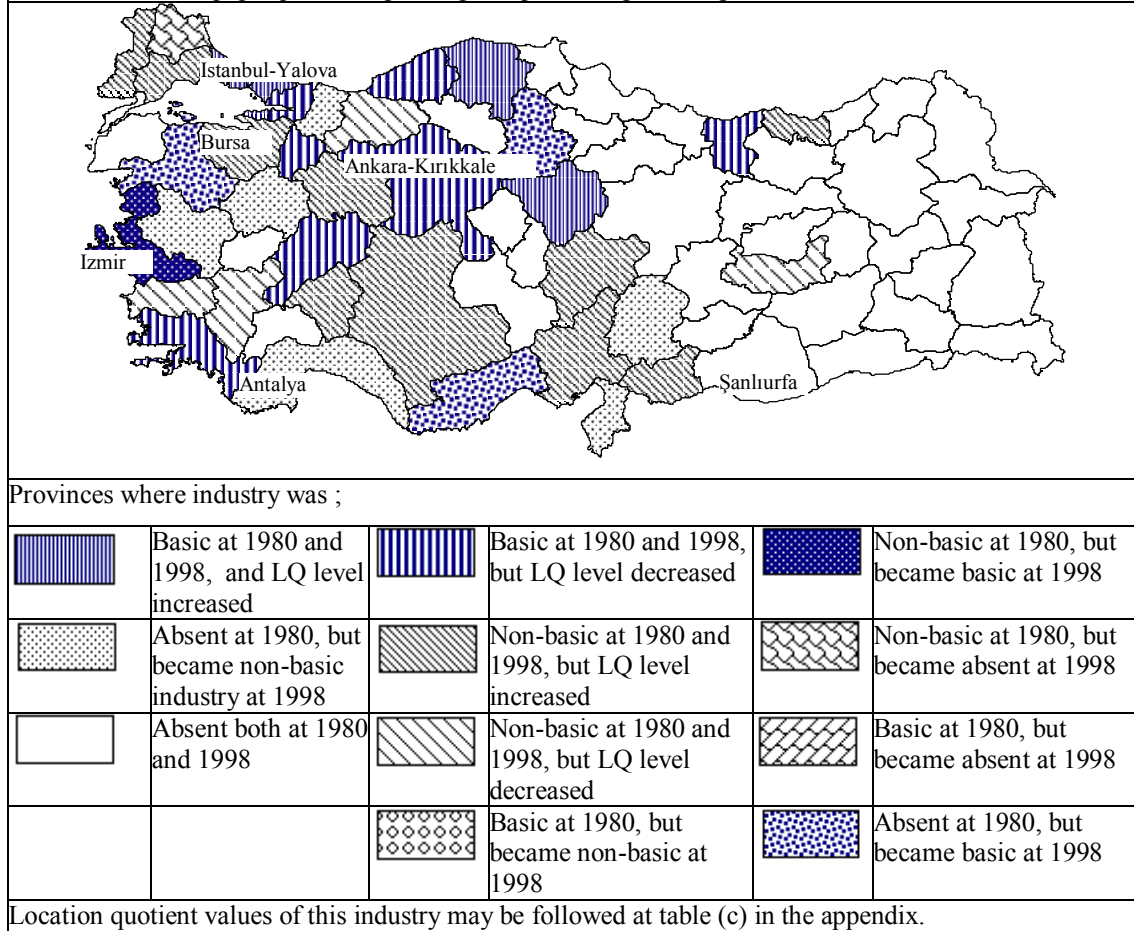 Istanbul-Yalova
Bursa
Ankara-Kırıkkale
Izmir
Antalya
Şanlıurfa
Provinces where industry was ;
Basic at 1980 and
1998, and LQ level
increased
Basic at 1980 and 1998,
but LQ level decreased
Non-basic at 1980, but
became basic at 1998
Absent at 1980, but
became non-basic
industry at 1998
Non-basic at 1980 and
1998, but LQ level
increased
Non-basic at 1980, but
became absent at 1998
Absent both at 1980
and 1998
Non-basic at 1980 and
1998, but LQ level
decreased
Basic at 1980, but
became absent at 1998
Basic at 1980, but
became non-basic at
1998
Absent at 1980, but
became basic at 1998
Location quotient values of this industry may be followed at table (c) in the appendix.